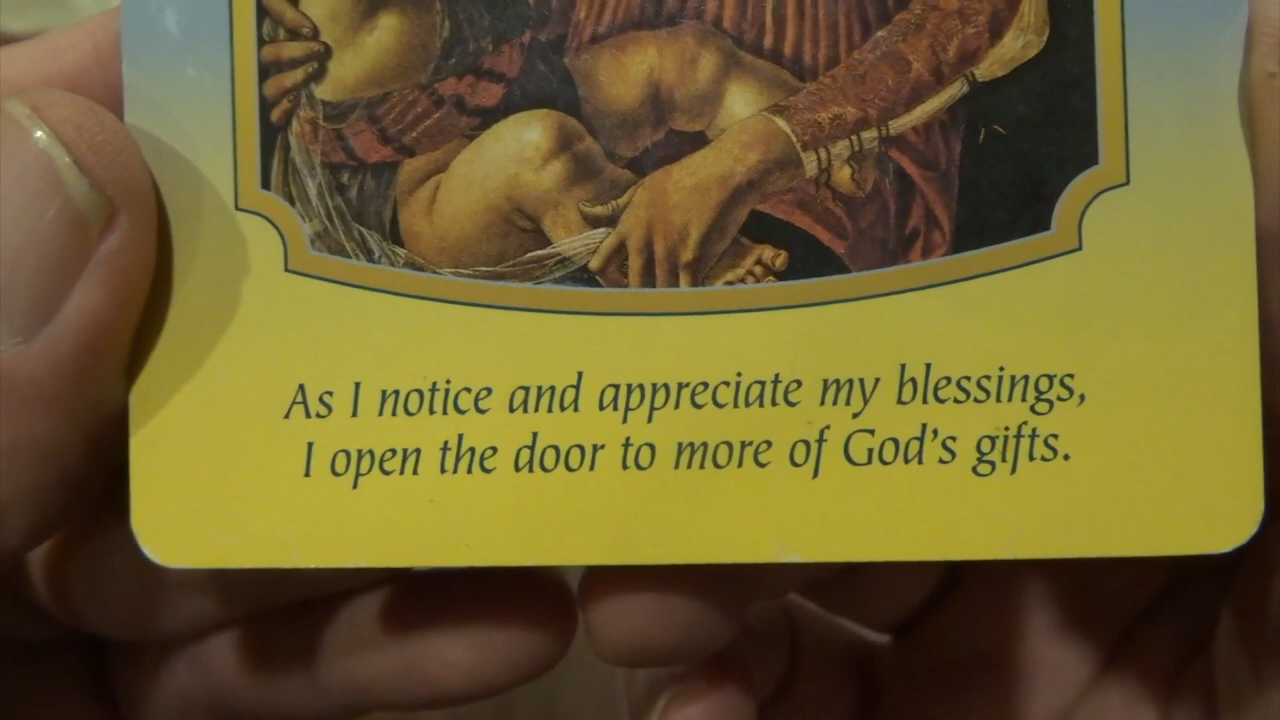 As I notice and appreciate my blessings,
I open the door to more of God's gifts.